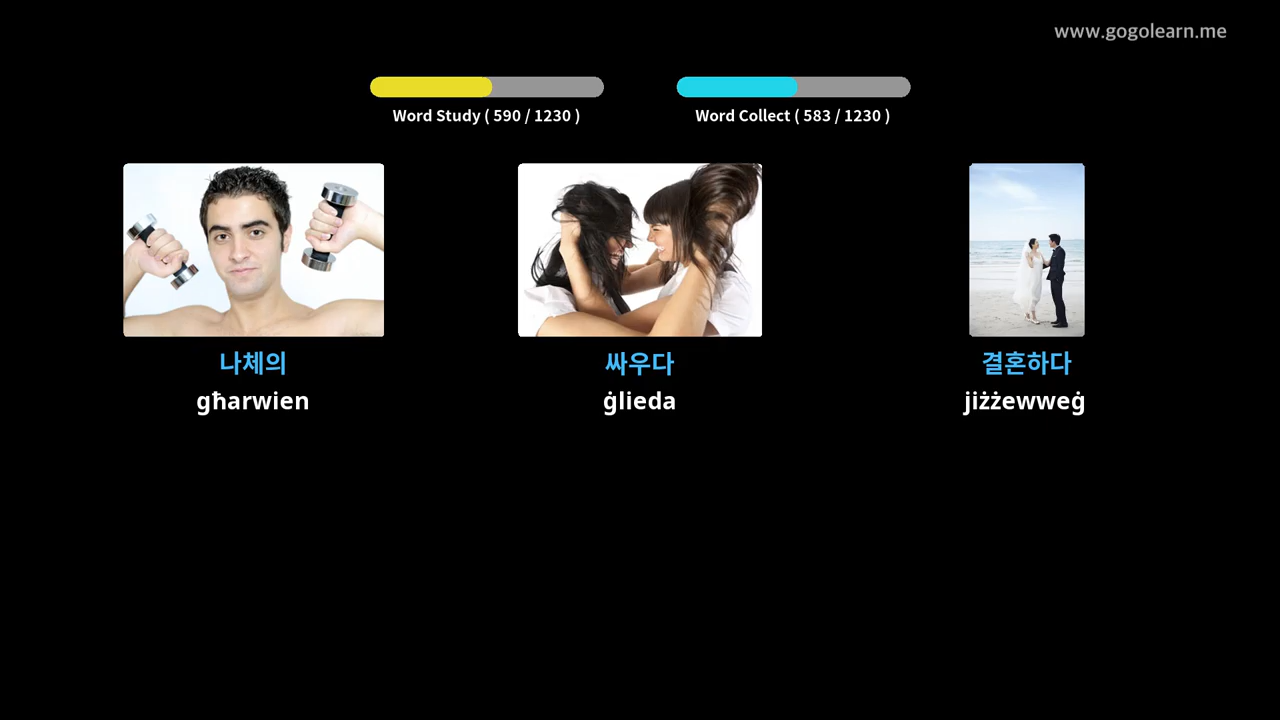 www.gogolearn.me
Word Study ( 590 / 1230 )
Word Collect ( 583 / 1230 )
나체의
għarwien
싸우다
ġlieda
결혼하다
jiżżewweġ